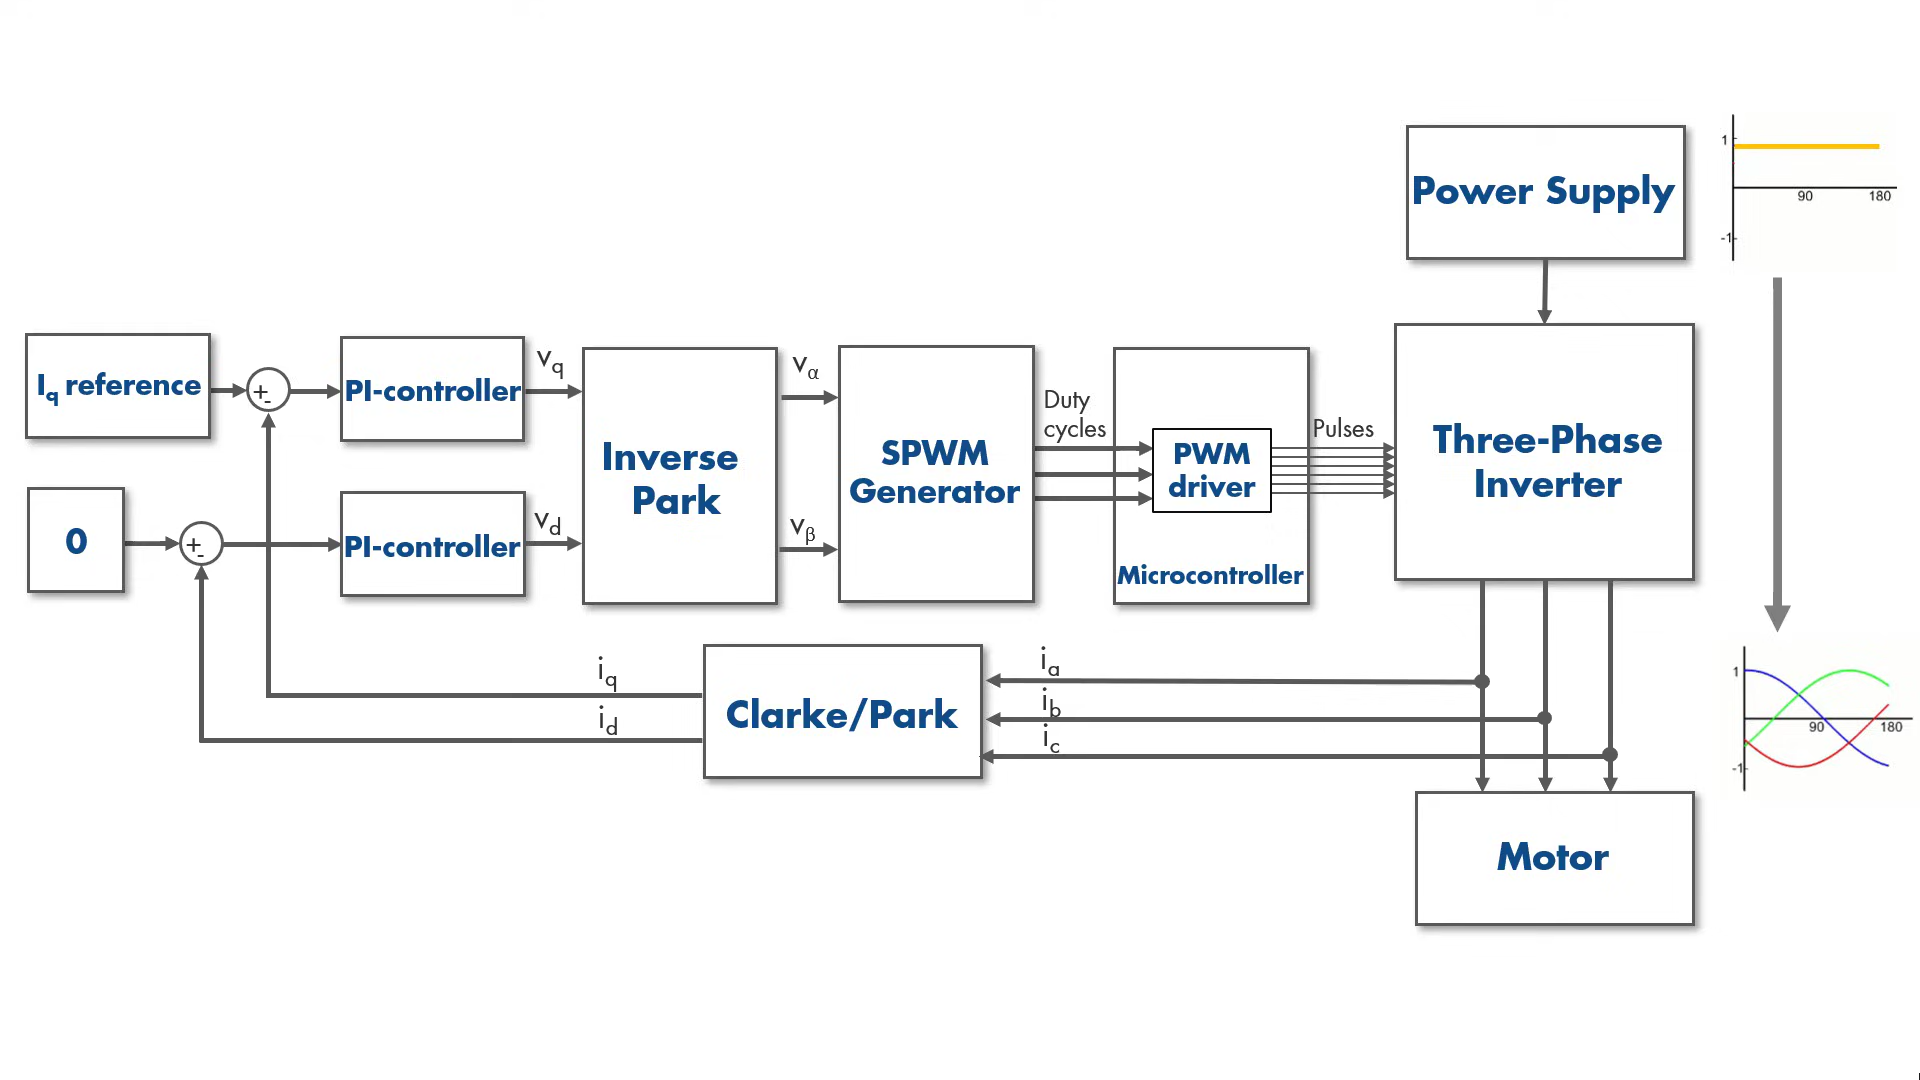 Power Supply
1
90
180
-1
Iq reference
+
-
PI-controller
vq
Inverse
Park
vα
SPWM
Generator
Duty
cycles
PWM
driver
Pulses
Three-Phase
Inverter
0
+
-
PI-controller
vd
vβ
Microcontroller
iq
id
Clarke/Park
ia
ib
ic
1
90
180
-1
Motor